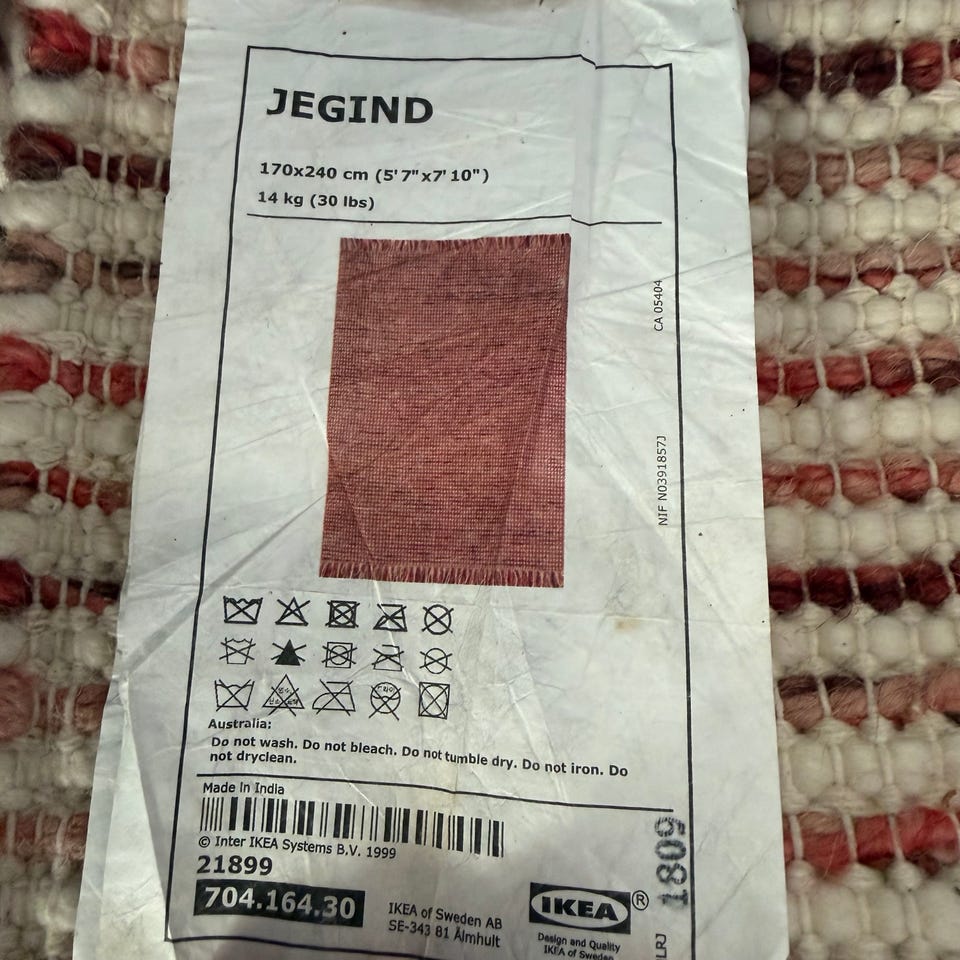 JEGIND
170x240 cm (5'7"x7'10")
14 kg (30 lbs)
CA 05404
NIF N0391857J
Australia:
Do not wash. Do not bleach. Do not tumble dry. Do not iron. Do
not dryclean.
Made in India
© Inter IKEA Systems B.V. 1999
21899
704.164.30
IKEA of Sweden AB
SE-343 81 Älmhult
IKEA®
Design and Quality
IKEA of Sweden
1809
LRJ